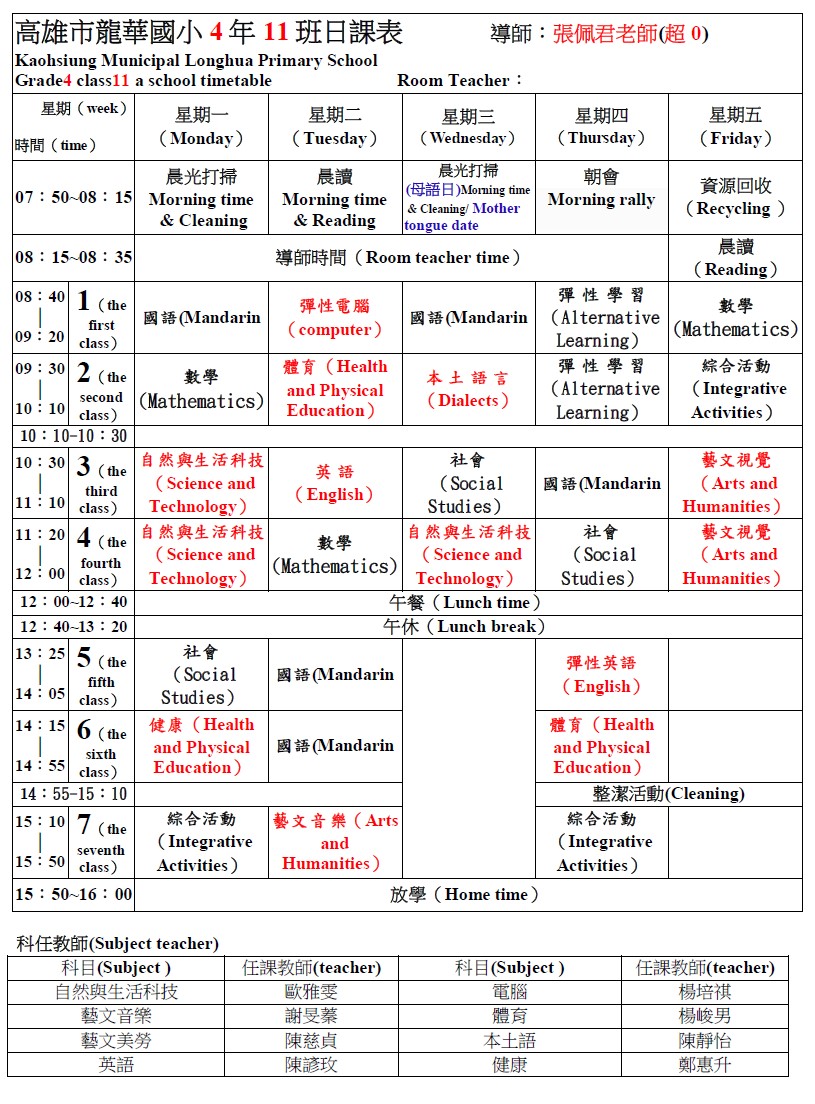 高雄市龍華國小 4 年 11 班日課表 導師：張佩君老師(超 0)
Kaohsiung Municipal Longhua Primary School
Grade4 class11 a school timetable Room Teacher：
星期（week）
時間（time）
星期一
（Monday）
星期二
（Tuesday）
星期三
（Wednesday）
星期四
（Thursday）
星期五
（Friday）
07：50~08：15
晨光打掃
Morning time
& Cleaning
晨讀
Morning time
& Reading
晨光打掃
(母語日)Morning time
& Cleaning/ Mother
tongue date
朝會
Morning rally
資源回收
（Recycling ）
08：15~08：35
導師時間（Room teacher time）
晨讀
（Reading）
08：40
|
09：20
1（the
first
class）
國語(Mandarin
彈性電腦
（computer）
國語(Mandarin
彈 性 學 習
（Alternative
Learning）
數學
（Mathematics）
09：30
|
10：10
2（the
second
class）
數學
（Mathematics）
體育（Health
and Physical
Education）
本 土 語 言
（Dialects）
彈 性 學 習
（Alternative
Learning）
綜合活動
（Integrative
Activities）
10：10-10：30
10：30
|
11：10
3（the
third
class）
自然與生活科技
（Science and
Technology）
英 語
（English）
社會
（Social
Studies）
國語(Mandarin
藝文視覺
（Arts and
Humanities）
11：20
|
12：00
4（the
fourth
class）
自然與生活科技
（Science and
Technology）
數學
（Mathematics）
自然與生活科技
（Science and
Technology）
社會
（Social
Studies）
藝文視覺
（Arts and
Humanities）
12：00~12：40
午餐（Lunch time）
12：40~13：20
午休（Lunch break）
13：25
|
14：05
5（the
fifth
class）
社會
（Social
Studies）
國語(Mandarin
彈性英語
（English）
14：15
|
14：55
6（the
sixth
class）
健康（Health
and Physical
Education）
國語(Mandarin
體育（Health
and Physical
Education）
14：55-15：10
整潔活動(Cleaning)
15：10
|
15：50
7（the
seventh
class）
綜合活動
（Integrative
Activities）
藝文音樂（Arts
and
Humanities）
綜合活動
（Integrative
Activities）
15：50~16：00
放學（Home time）
科任教師(Subject teacher)
科目(Subject ) 任課教師(teacher) 科目(Subject ) 任課教師(teacher)
自然與生活科技 歐雅雯 電腦 楊培祺
藝文音樂 謝旻蓁 體育 楊峻男
藝文美勞 陳慈貞 本土語 陳靜怡
英語 陳諺玫 健康 鄭惠升